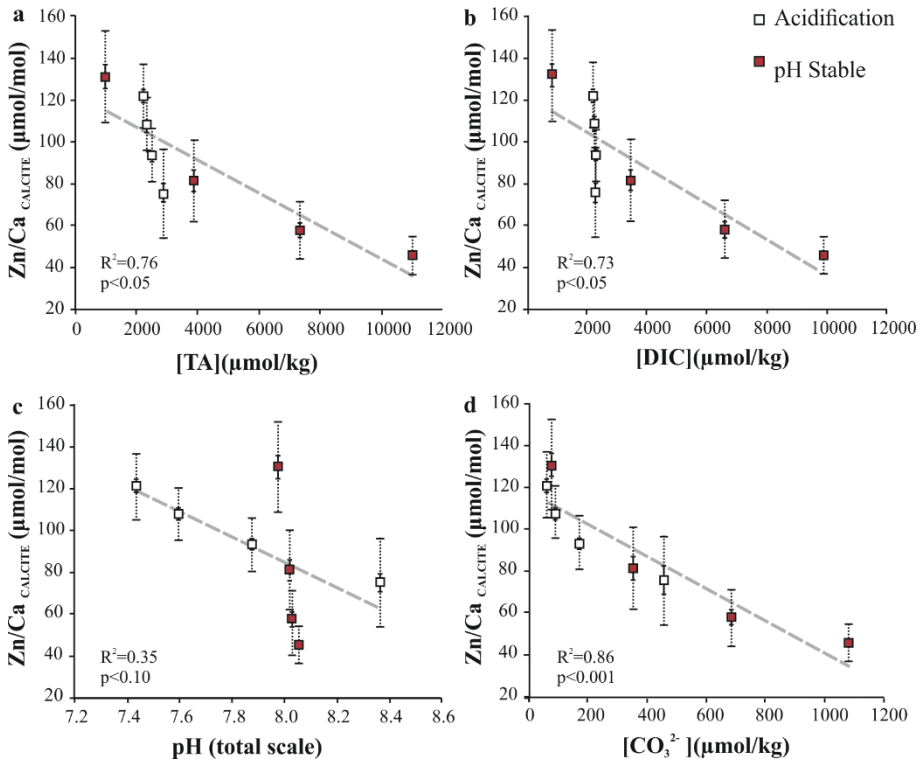 a
Zn/Ca CALCITE (µmol/mol)
160
140
120
100
80
60
40
20
R²=0.76
p<0.05
0
2000
4000
6000
8000
10000
12000
[TA](µmol/kg)
b
Acidification
pH Stable
Zn/Ca CALCITE (µmol/mol)
160
140
120
100
80
60
40
20
R²=0.73
p<0.05
2000
4000
6000
8000
10000
12000
[DIC](µmol/kg)
c
Zn/Ca CALCITE (µmol/mol)
160
140
120
100
80
60
40
20
R²=0.35
p<0.10
7.2
7.4
7.6
7.8
8.0
8.2
8.4
8.6
pH (total scale)
d
Zn/Ca CALCITE (µmol/mol)
160
140
120
100
80
60
40
20
R²=0.86
p<0.001
0
200
400
600
800
1000
1200
[CO₃²⁻ ](µmol/kg)